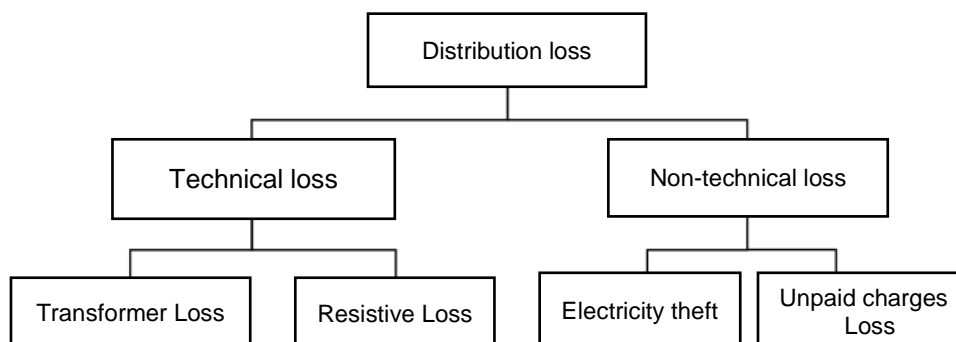 Distribution loss
Technical loss
Non-technical loss
Transformer Loss
Resistive Loss
Electricity theft
Unpaid charges
Loss